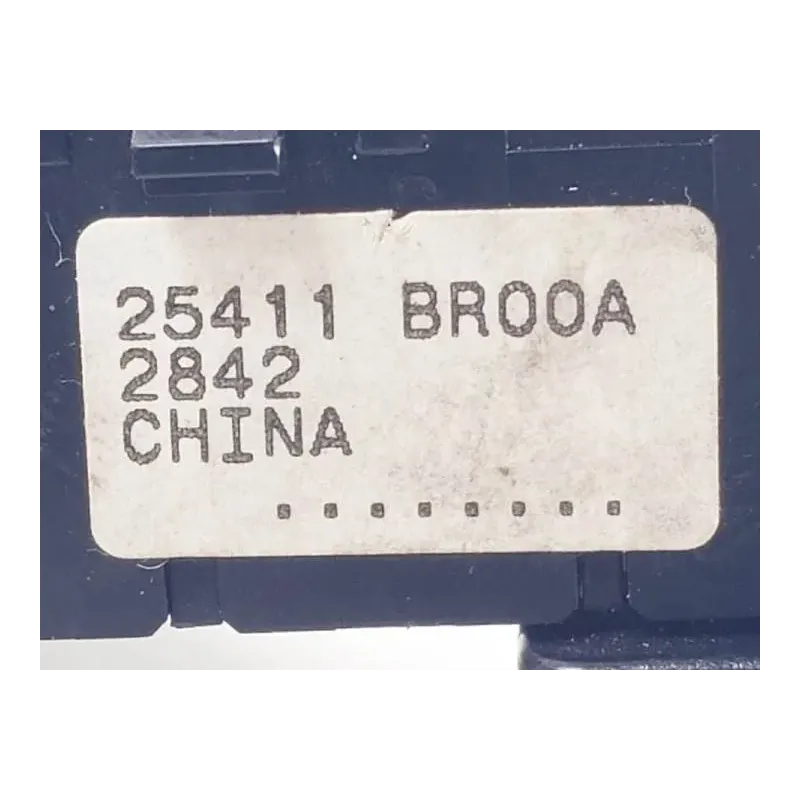 25411 BR00A
2842
CHINA
........